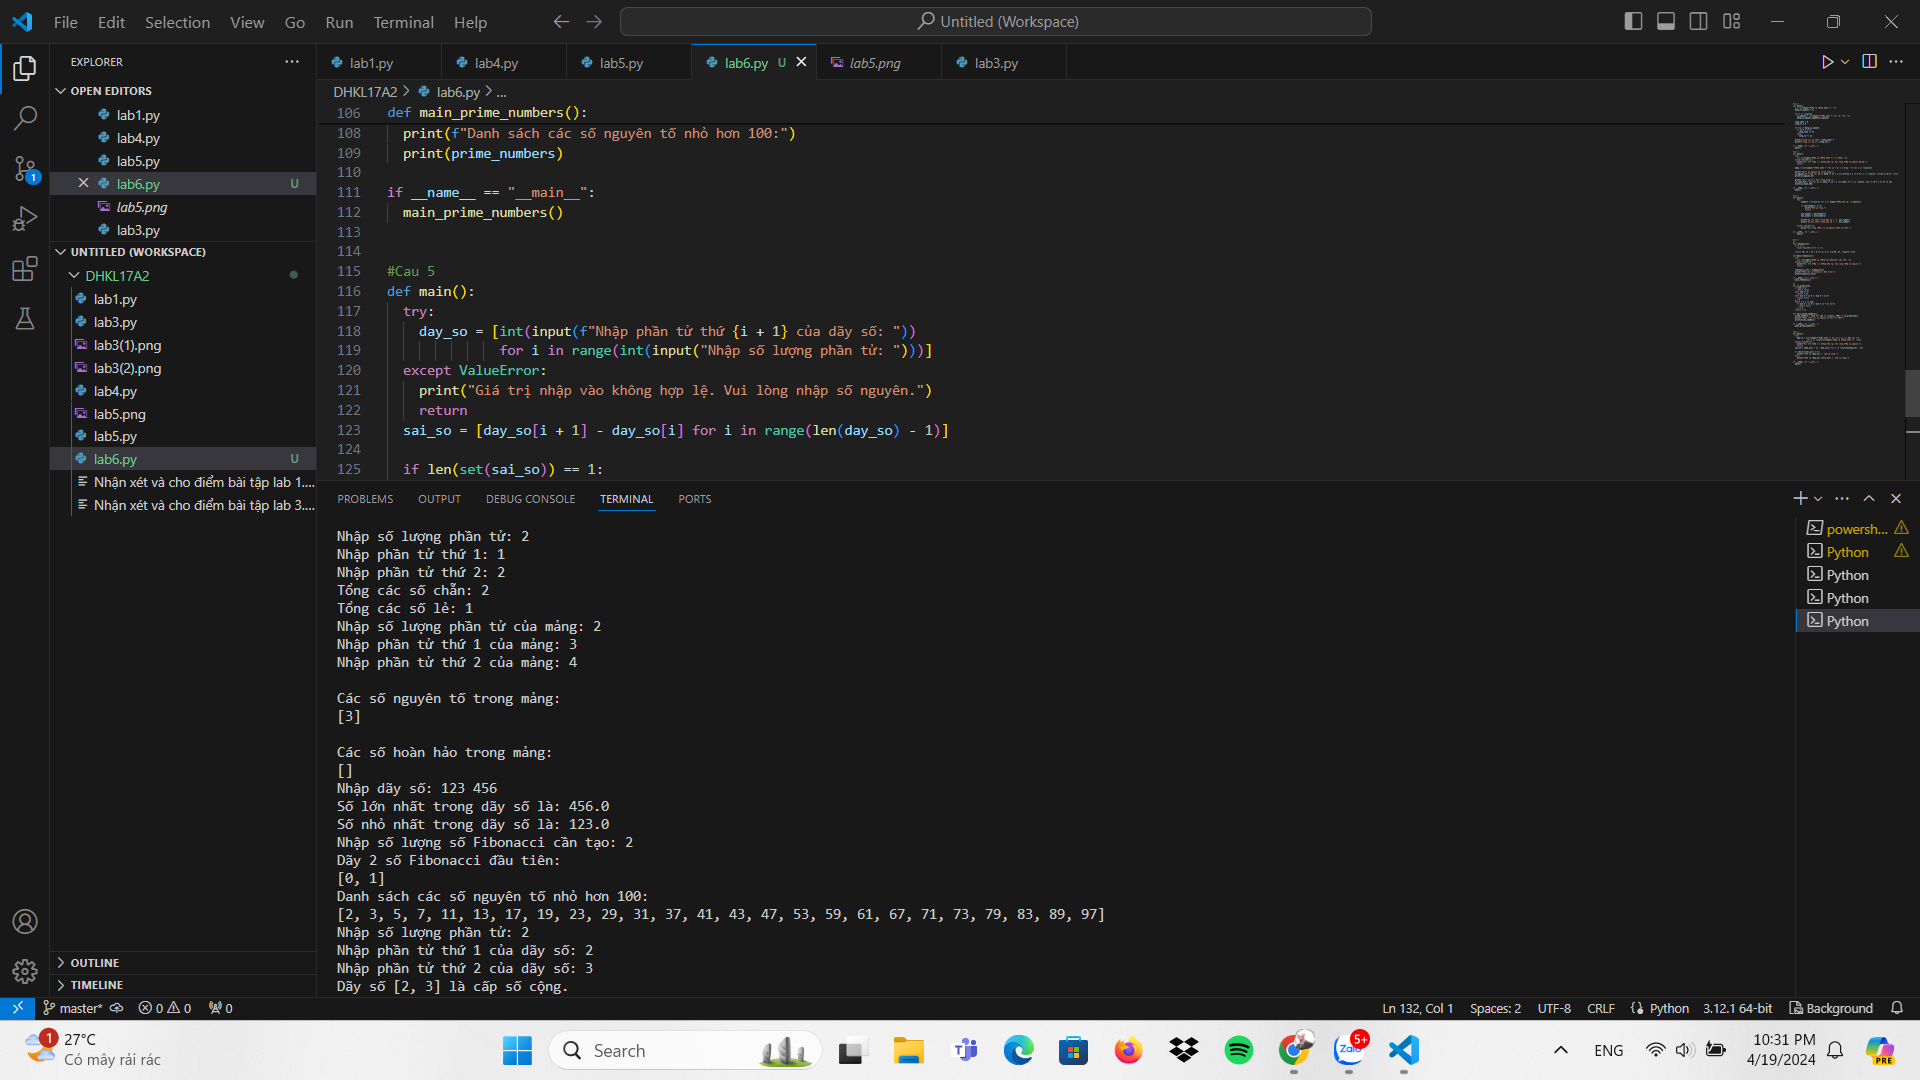 File Edit Selection View Go Run Terminal Help
Untitled (Workspace)
EXPLORER
OPEN EDITORS
lab1.py
lab4.py
lab5.py
lab6.py U
lab5.png
lab3.py
UNTITLED (WORKSPACE)
DHKL17A2
lab1.py
lab3.py
lab3(1).png
lab3(2).png
lab4.py
lab5.png
lab5.py
lab6.py U
Nhận xét và cho điểm bài tập lab 1....
Nhận xét và cho điểm bài tập lab 3....
OUTLINE
TIMELINE
lab1.py lab4.py lab5.py lab6.py U lab5.png lab3.py
DHKL17A2 > lab6.py > ...
106 def main_prime_numbers():
108 print(f"Danh sách các số nguyên tố nhỏ hơn 100:")
109 print(prime_numbers)
110
111 if __name__ == "__main__":
112 main_prime_numbers()
113
114
115 #Cau 5
116 def main():
117 try:
118 day_so = [int(input(f"Nhập phần tử thứ {i + 1} của dãy số: "))
119 for i in range(int(input("Nhập số lượng phần tử: ")))]
120 except ValueError:
121 print("Giá trị nhập vào không hợp lệ. Vui lòng nhập số nguyên.")
122 return
123 sai_so = [day_so[i + 1] - day_so[i] for i in range(len(day_so) - 1)]
124
125 if len(set(sai_so)) == 1:
PROBLEMS OUTPUT DEBUG CONSOLE TERMINAL PORTS
Nhập số lượng phần tử: 2
Nhập phần tử thứ 1: 1
Nhập phần tử thứ 2: 2
Tổng các số chẵn: 2
Tổng các số lẻ: 1
Nhập số lượng phần tử của mảng: 2
Nhập phần tử thứ 1 của mảng: 3
Nhập phần tử thứ 2 của mảng: 4
Các số nguyên tố trong mảng:
[3]
Các số hoàn hảo trong mảng:
[]
Nhập dãy số: 123 456
Số lớn nhất trong dãy số là: 456.0
Số nhỏ nhất trong dãy số là: 123.0
Nhập số lượng số Fibonacci cần tạo: 2
Dãy 2 số Fibonacci đầu tiên:
[0, 1]
Danh sách các số nguyên tố nhỏ hơn 100:
[2, 3, 5, 7, 11, 13, 17, 19, 23, 29, 31, 37, 41, 43, 47, 53, 59, 61, 67, 71, 73, 79, 83, 89, 97]
Nhập số lượng phần tử: 2
Nhập phần tử thứ 1 của dãy số: 2
Nhập phần tử thứ 2 của dãy số: 3
Dãy số [2, 3] là cấp số cộng.
powersh...
Python
Python
Python
Python
1
master* 0 0 0
Ln 132, Col 1 Spaces: 2 UTF-8 CRLF Python 3.12.1 64-bit Background
1
27°C
Có mây rải rác
Search
Zalo
5+
ENG
10:31 PM
4/19/2024
PRE